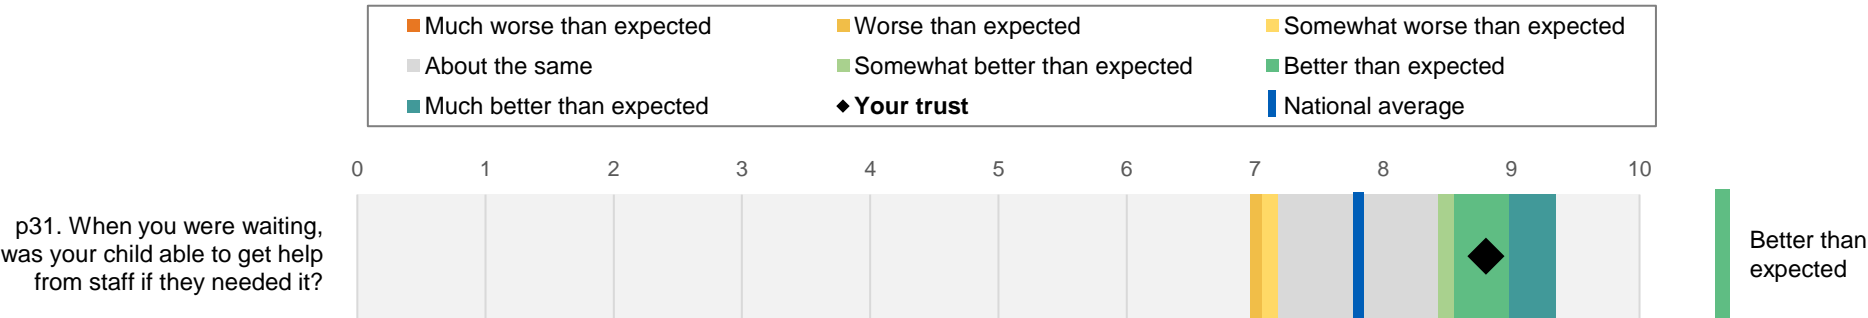 Much worse than expected
Worse than expected
Somewhat worse than expected
About the same
Somewhat better than expected
Better than expected
Much better than expected
Your trust
National average
0 1 2 3 4 5 6 7 8 9 10
p31. When you were waiting,
was your child able to get help
from staff if they needed it?
Better than
expected